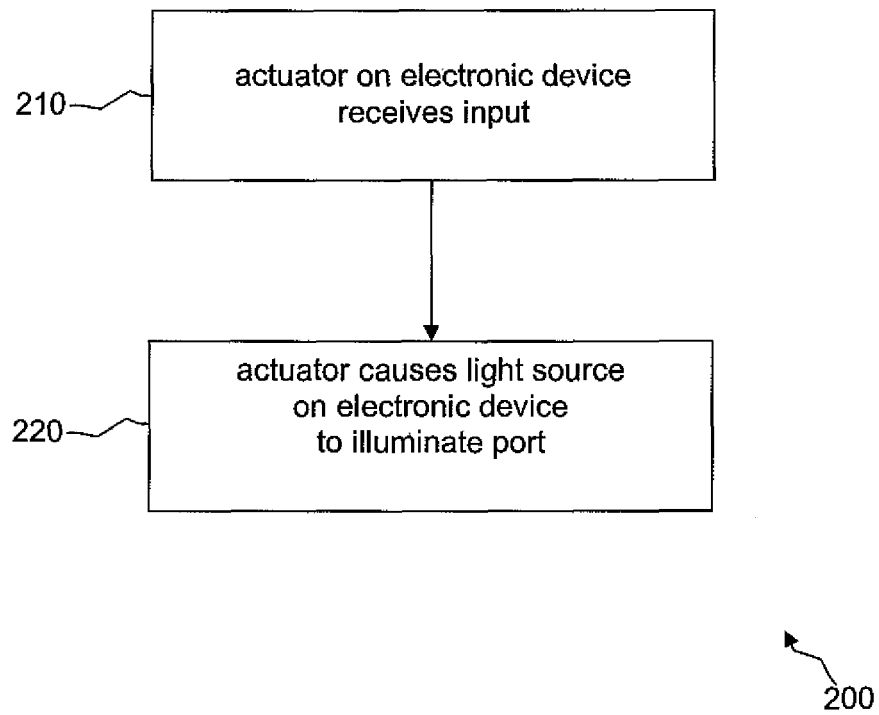 actuator on electronic device
receives input
210
actuator causes light source
on electronic device
to illuminate port
220
200